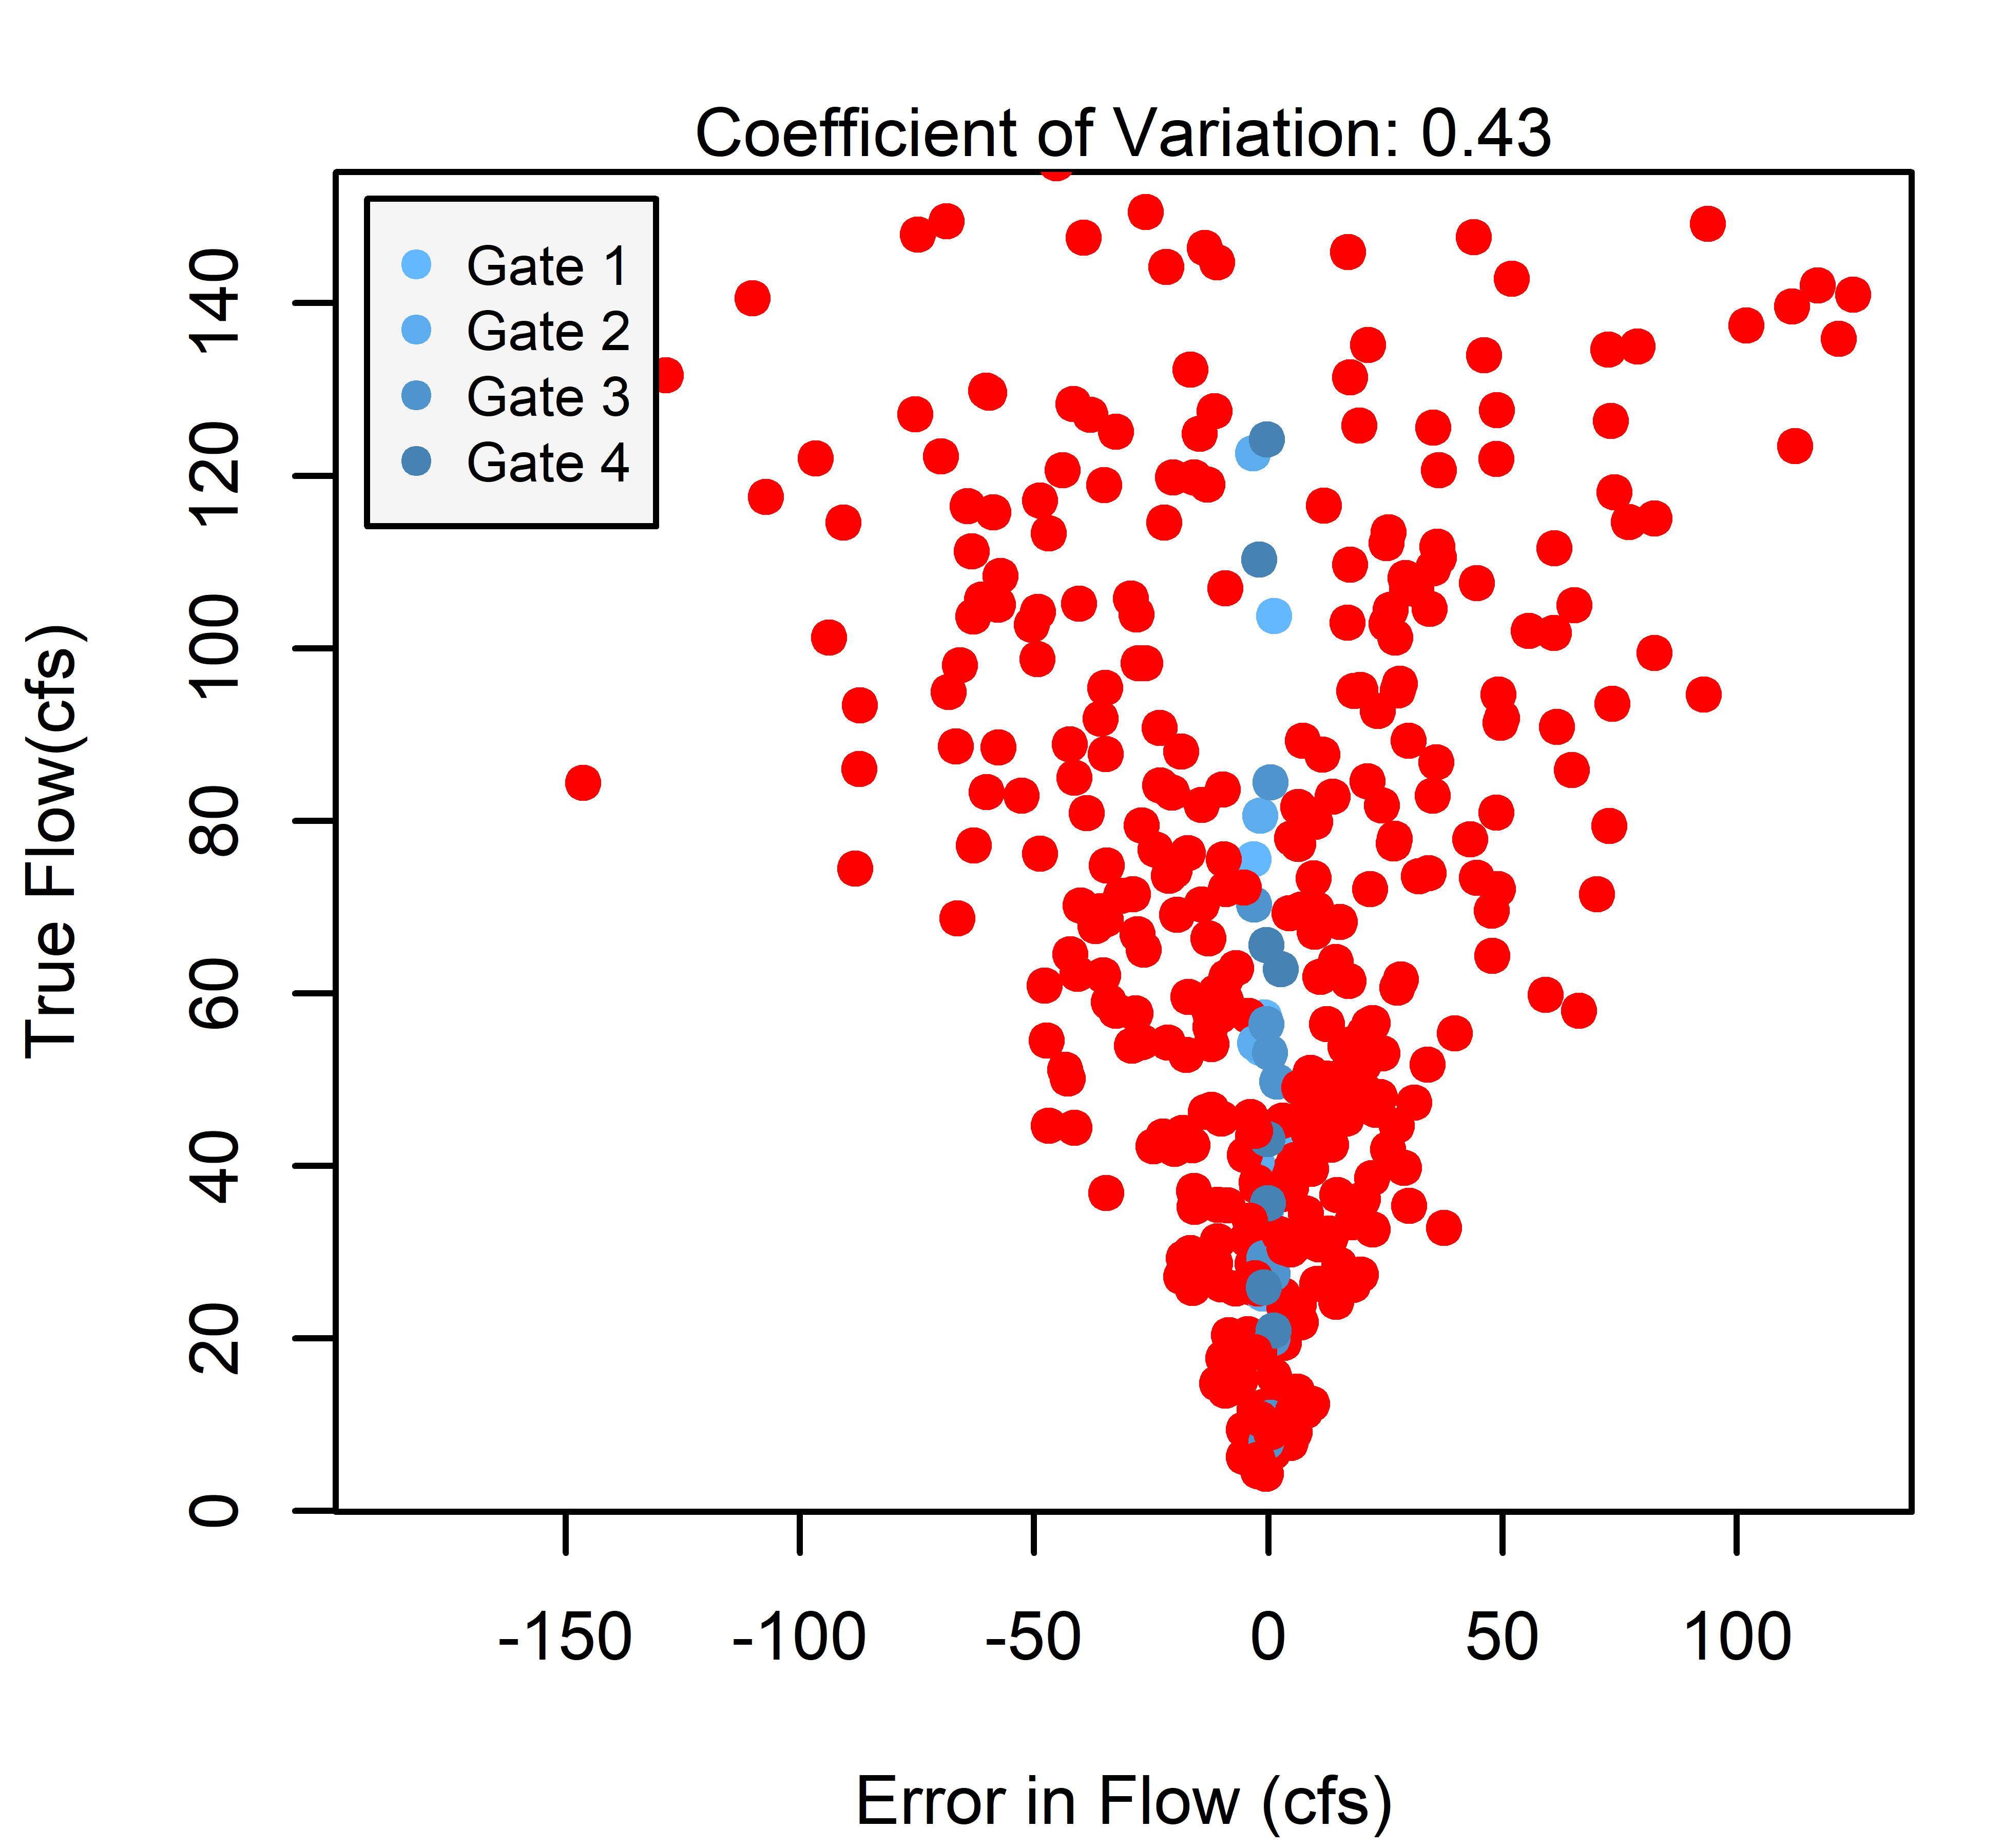 Coefficient of Variation: 0.43
Gate 1
Gate 2
Gate 3
Gate 4
True Flow(cfs)
140
120
100
80
60
40
20
0
-150 -100 -50 0 50 100
Error in Flow (cfs)